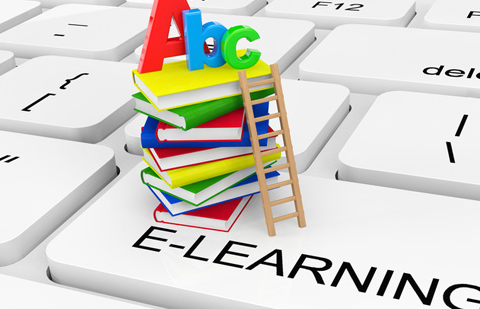 F12
Abc
dele
{
[
"
|
\
E-LEARNING